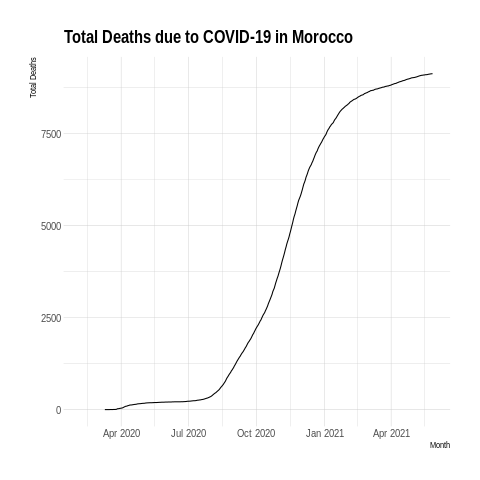 Total Deaths due to COVID-19 in Morocco
Total Deaths
7500
5000
2500
0
Apr 2020 Jul 2020 Oct 2020 Jan 2021 Apr 2021
Month